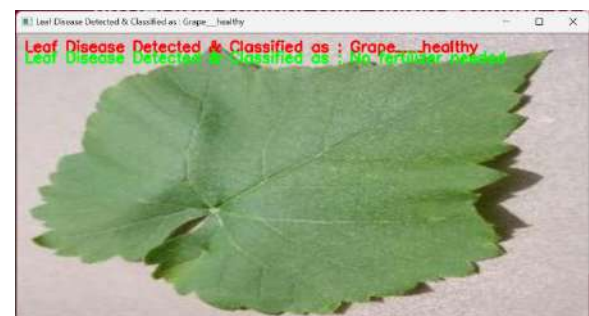 Leaf Disease Detected & Classified as : Grape___healthy
Leaf Disease Detected & Classified as : Grape___healthy
Leaf Disease Detected & Classified as : No fertilizer needed